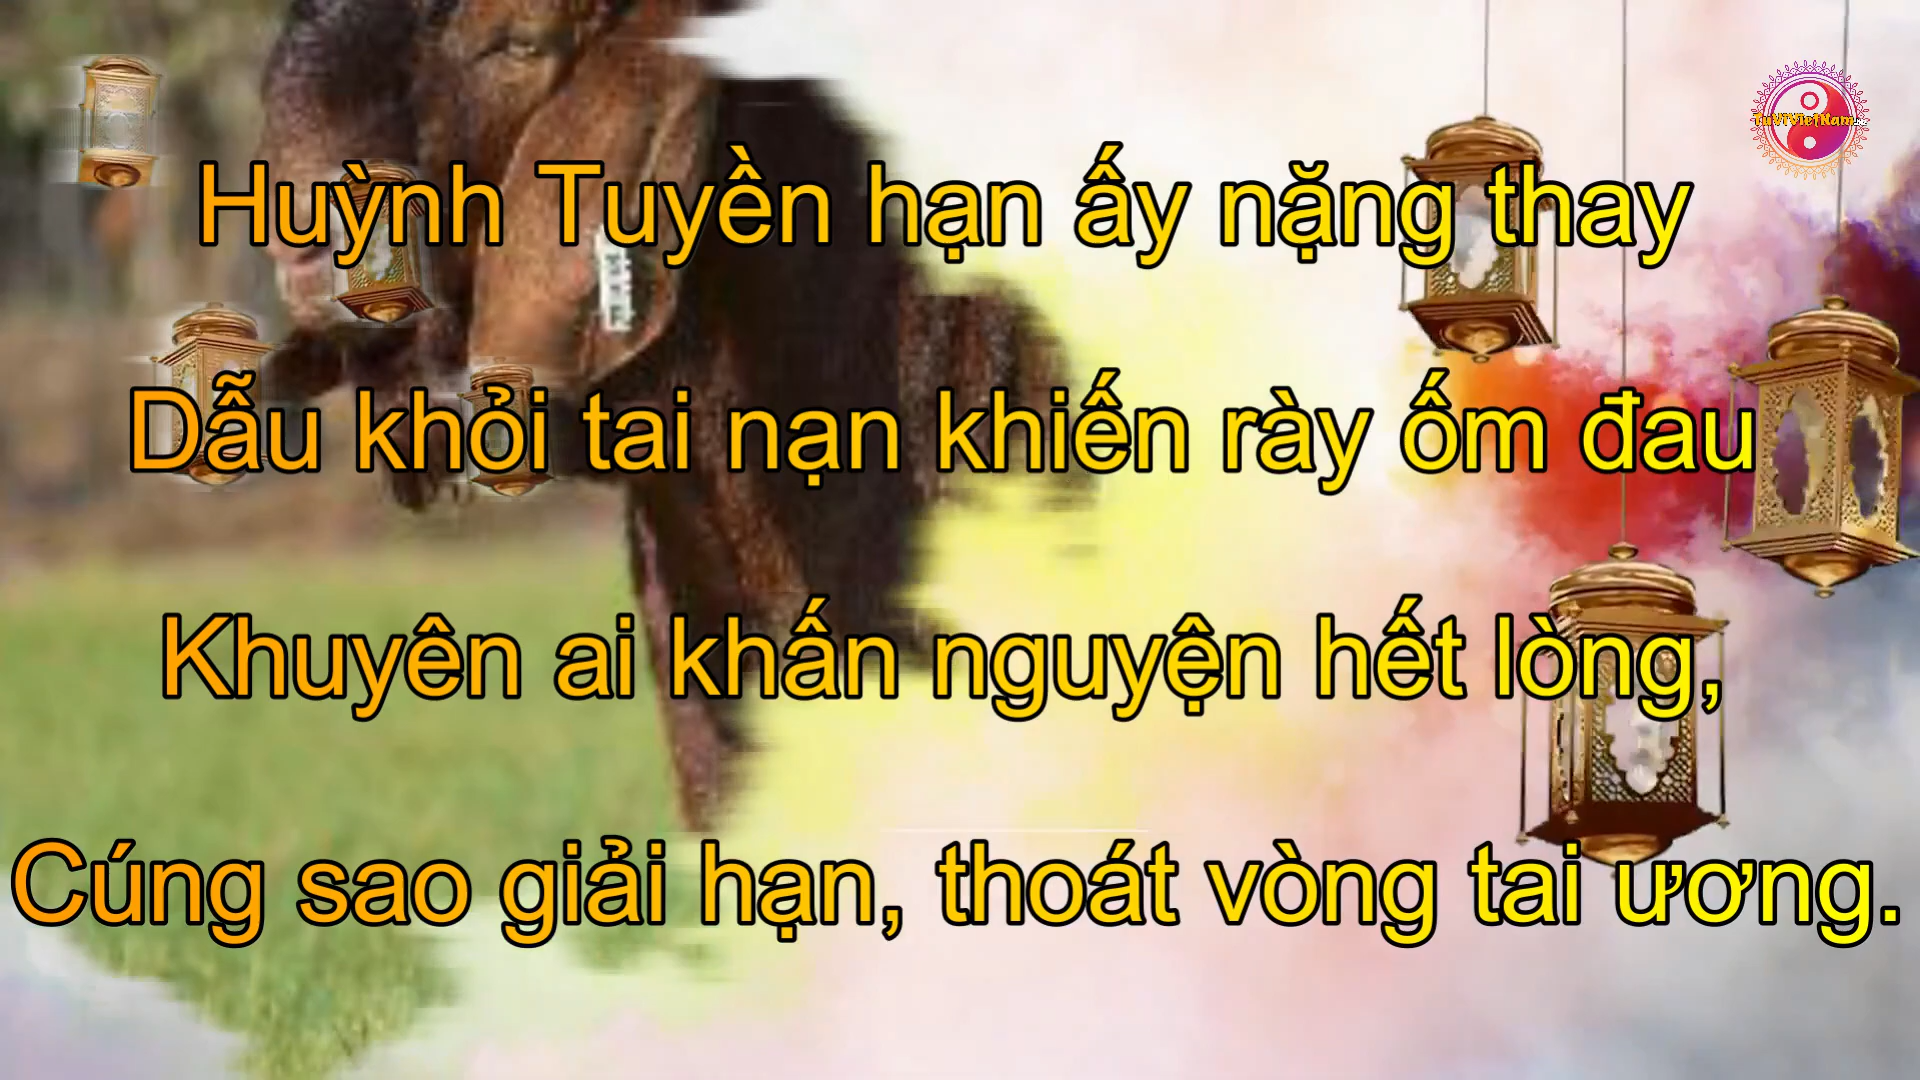 TuViVietNam
Huỳnh Tuyền hạn ấy nặng thay
Dẫu khỏi tai nạn khiến rày ốm đau
Khuyên ai khấn nguyện hết lòng,
Cúng sao giải hạn, thoát vòng tai ương.